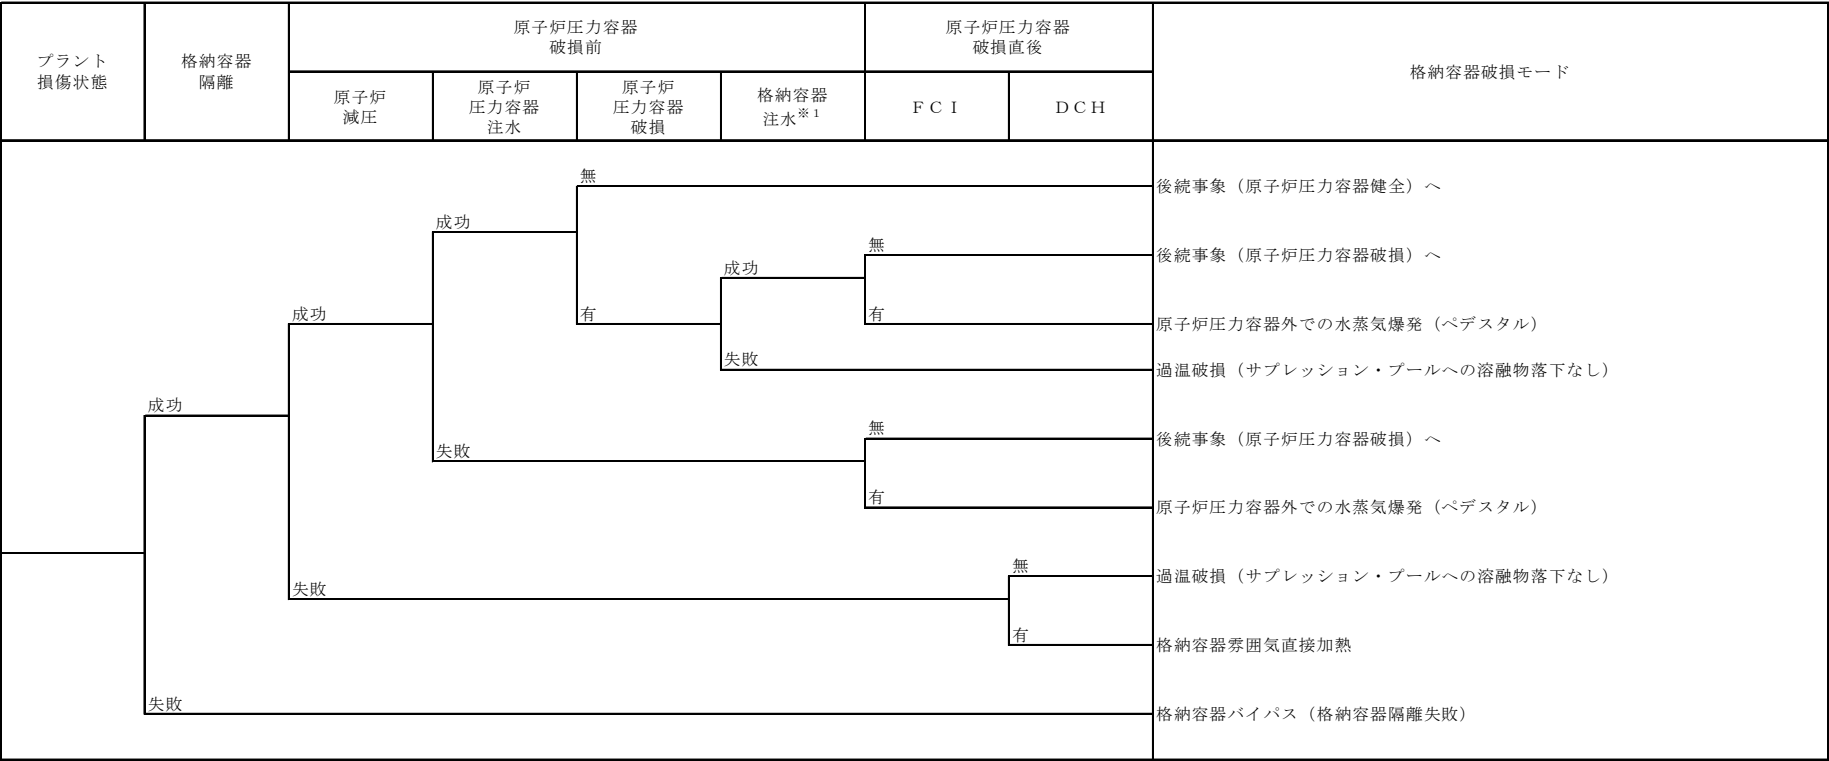 プラント
損傷状態
格納容器
隔離
原子炉圧力容器
破損前
原子炉圧力容器
破損直後
格納容器破損モード
原子炉
減圧
原子炉
圧力容器
注水
原子炉
圧力容器
破損
格納容器
注水※1
ＦＣＩ
ＤＣＨ
無
後続事象（原子炉圧力容器健全）へ
成功
無
後続事象（原子炉圧力容器破損）へ
成功
成功
有
有
原子炉圧力容器外での水蒸気爆発（ペデスタル）
失敗
過温破損（サプレッション・プールへの溶融物落下なし）
成功
無
後続事象（原子炉圧力容器破損）へ
失敗
有
原子炉圧力容器外での水蒸気爆発（ペデスタル）
無
過温破損（サプレッション・プールへの溶融物落下なし）
失敗
有
格納容器雰囲気直接加熱
失敗
格納容器バイパス（格納容器隔離失敗）